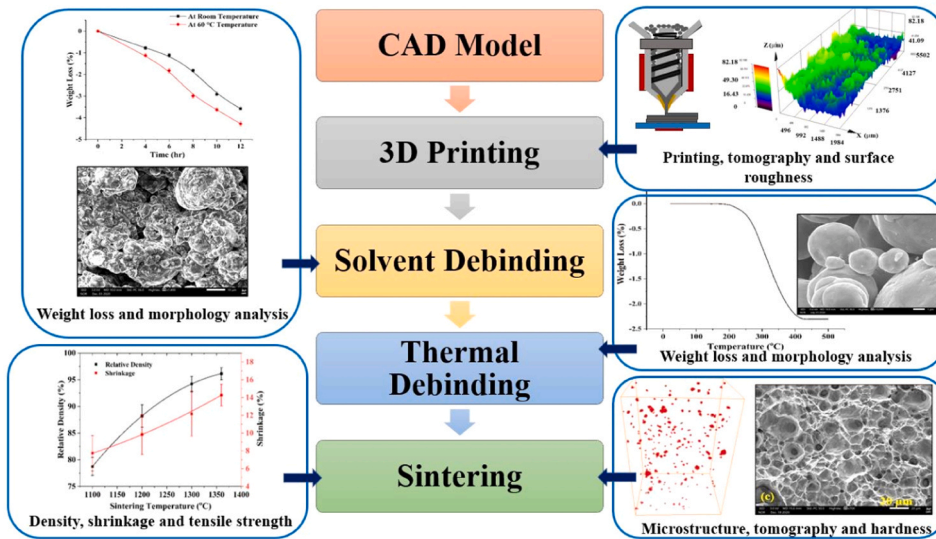 At Room Temperature
At 60 °C Temperature
Weight Loss (%)
0
-1
-2
-3
-4
-5
0 2 4 6 8 10 12
Time (hr)
Weight loss and morphology analysis
Relative Density
Shrinkage
Relative Density (%)
95
90
85
80
75
Shrinkage (%)
18
16
14
12
10
8
6
4
1100 1200 1300 1400
Sintering Temperature (°C)
Density, shrinkage and tensile strength
CAD Model
3D Printing
Solvent Debinding
Thermal
Debinding
Sintering
82.18
49.30
16.43
0
Z (μm)
82.18
41.09
5502
4127
2751
1376
496
992
1488
1984
X (μm)
Printing, tomography and surface
roughness
Weight Loss (%)
0.0
-0.5
-1.0
-1.5
-2.0
-2.5
0 100 200 300 400 500
Temperature (°C)
Weight loss and morphology analysis
(c)
20 μm
Microstructure, tomography and hardness